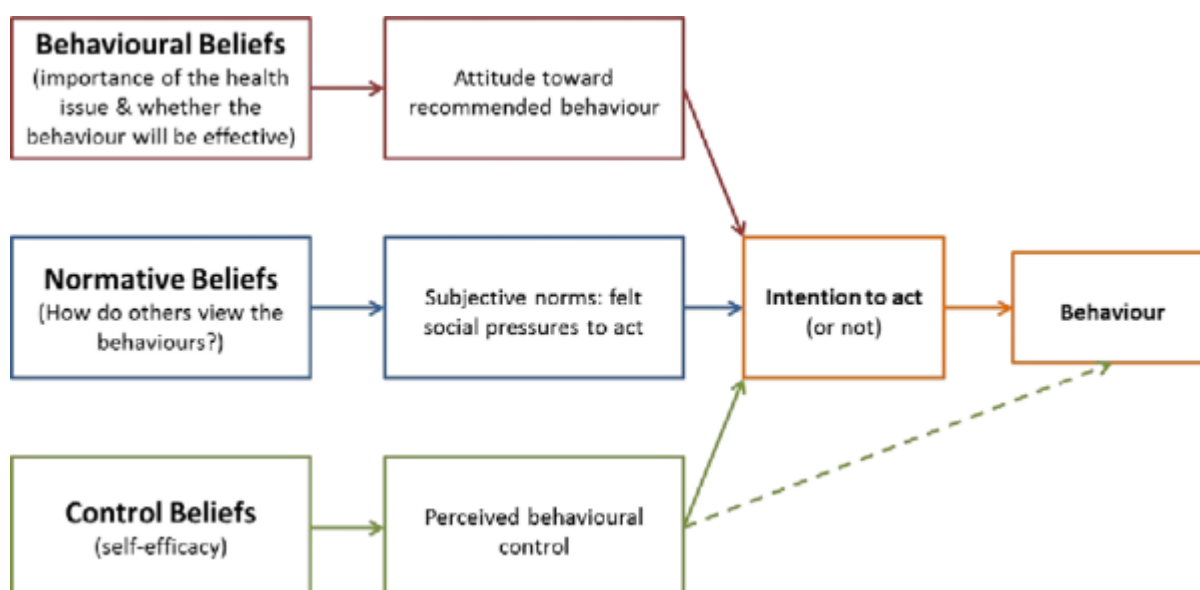 Behavioural Beliefs
(importance of the health
issue & whether the
behaviour will be effective)
Attitude toward
recommended behaviour
Normative Beliefs
(How do others view the
behaviours?)
Subjective norms: felt
social pressures to act
Intention to act
(or not)
Behaviour
Control Beliefs
(self-efficacy)
Perceived behavioural
control